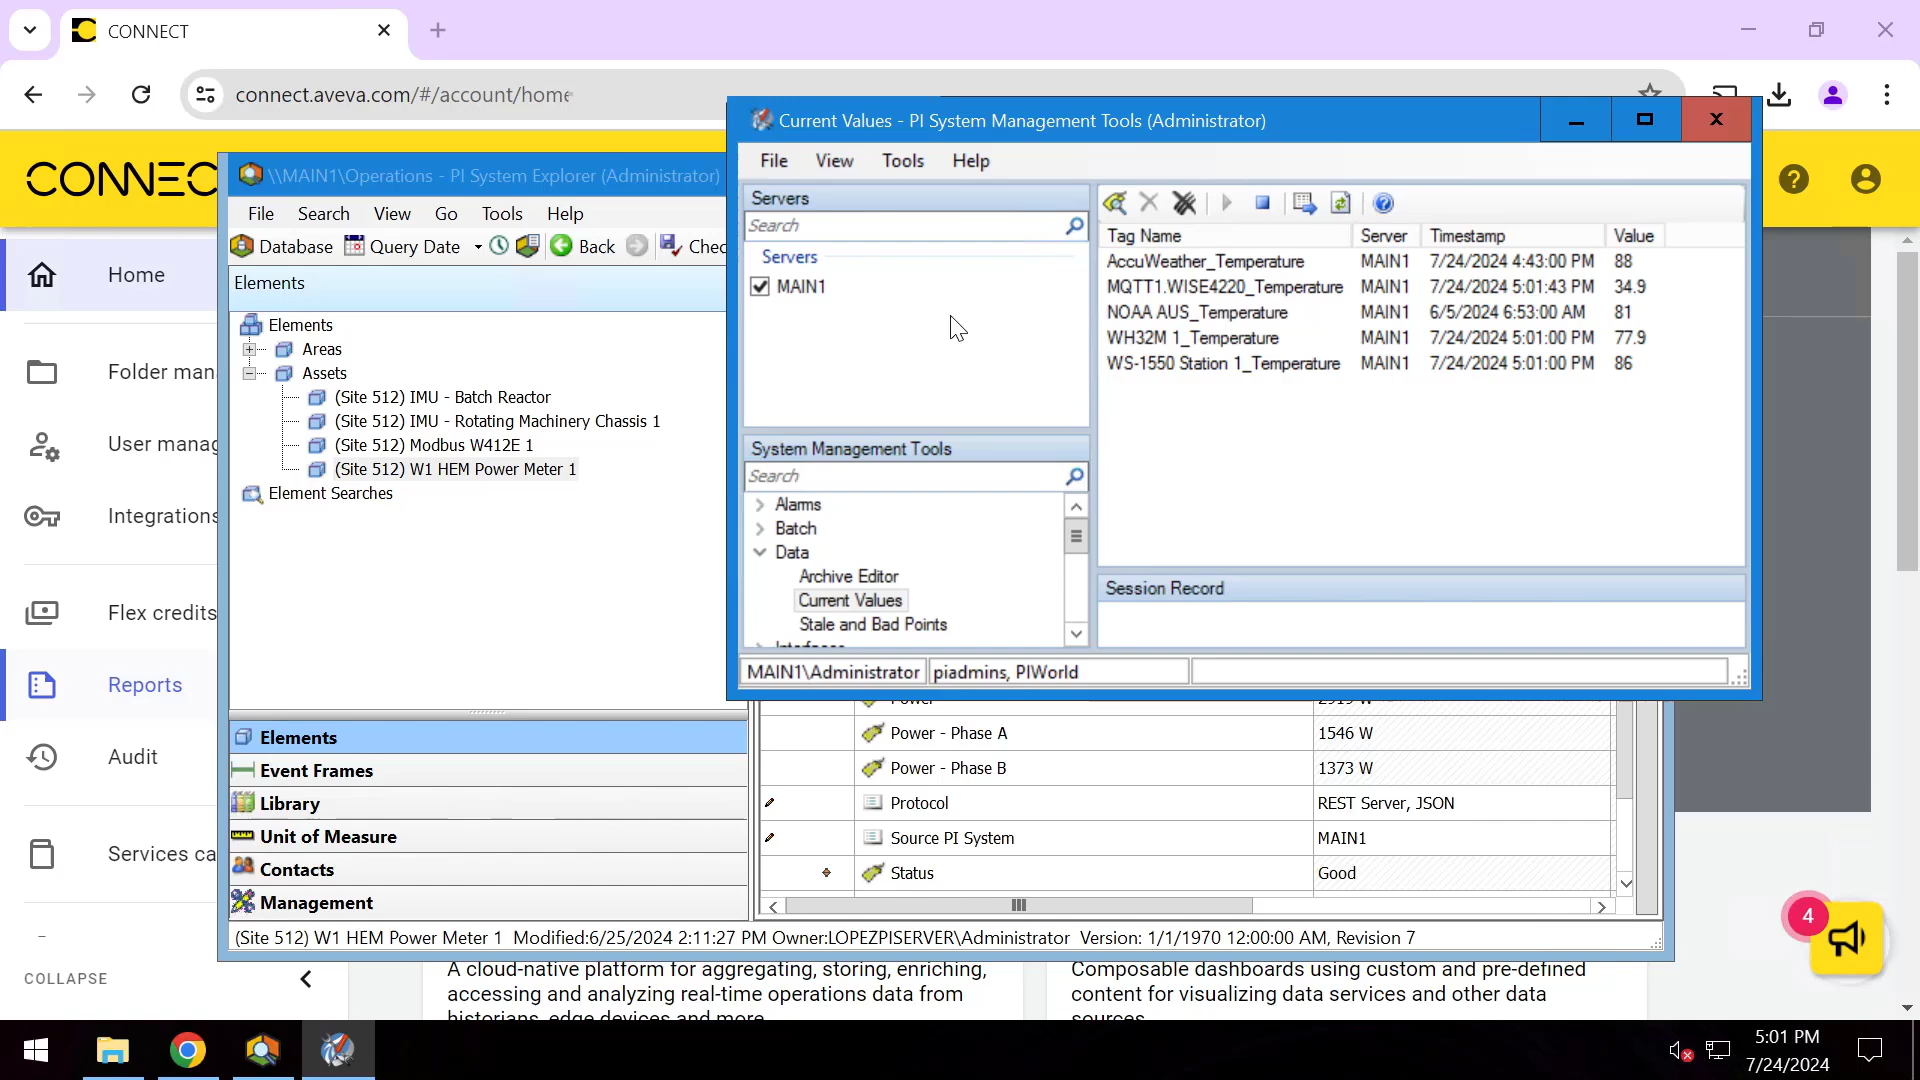 CONNECT
connect.aveva.com/#/account/home
CONNEC
Home
Folder man
User manag
Integrations
Flex credits
Reports
Audit
Services ca
COLLAPSE
\\MAIN1\Operations - PI System Explorer (Administrator)
File Search View Go Tools Help
Database Query Date Back Chec
Elements
Elements
Areas
Assets
(Site 512) IMU - Batch Reactor
(Site 512) IMU - Rotating Machinery Chassis 1
(Site 512) Modbus W412E 1
(Site 512) W1 HEM Power Meter 1
Element Searches
Elements
Event Frames
Library
Unit of Measure
Contacts
Management
Power - Phase A 1546 W
Power - Phase B 1373 W
Protocol REST Server, JSON
Source PI System MAIN1
Status Good
(Site 512) W1 HEM Power Meter 1 Modified:6/25/2024 2:11:27 PM Owner:LOPEZPISERVER\Administrator Version: 1/1/1970 12:00:00 AM, Revision 7
Current Values - PI System Management Tools (Administrator)
File View Tools Help
Servers
Search
Servers
MAIN1
System Management Tools
Search
Alarms
Batch
Data
Archive Editor
Current Values
Stale and Bad Points
Tag Name Server Timestamp Value
AccuWeather_Temperature MAIN1 7/24/2024 4:43:00 PM 88
MQTT1.WISE4220_Temperature MAIN1 7/24/2024 5:01:43 PM 34.9
NOAA AUS_Temperature MAIN1 6/5/2024 6:53:00 AM 81
WH32M 1_Temperature MAIN1 7/24/2024 5:01:00 PM 77.9
WS-1550 Station 1_Temperature MAIN1 7/24/2024 5:01:00 PM 86
Session Record
MAIN1\Administrator piadmins, PIWorld
A cloud-native platform for aggregating, storing, enriching,
accessing and analyzing real-time operations data from
historians, edge devices and more
Composable dashboards using custom and pre-defined
content for visualizing data services and other data
sources
4
5:01 PM
7/24/2024